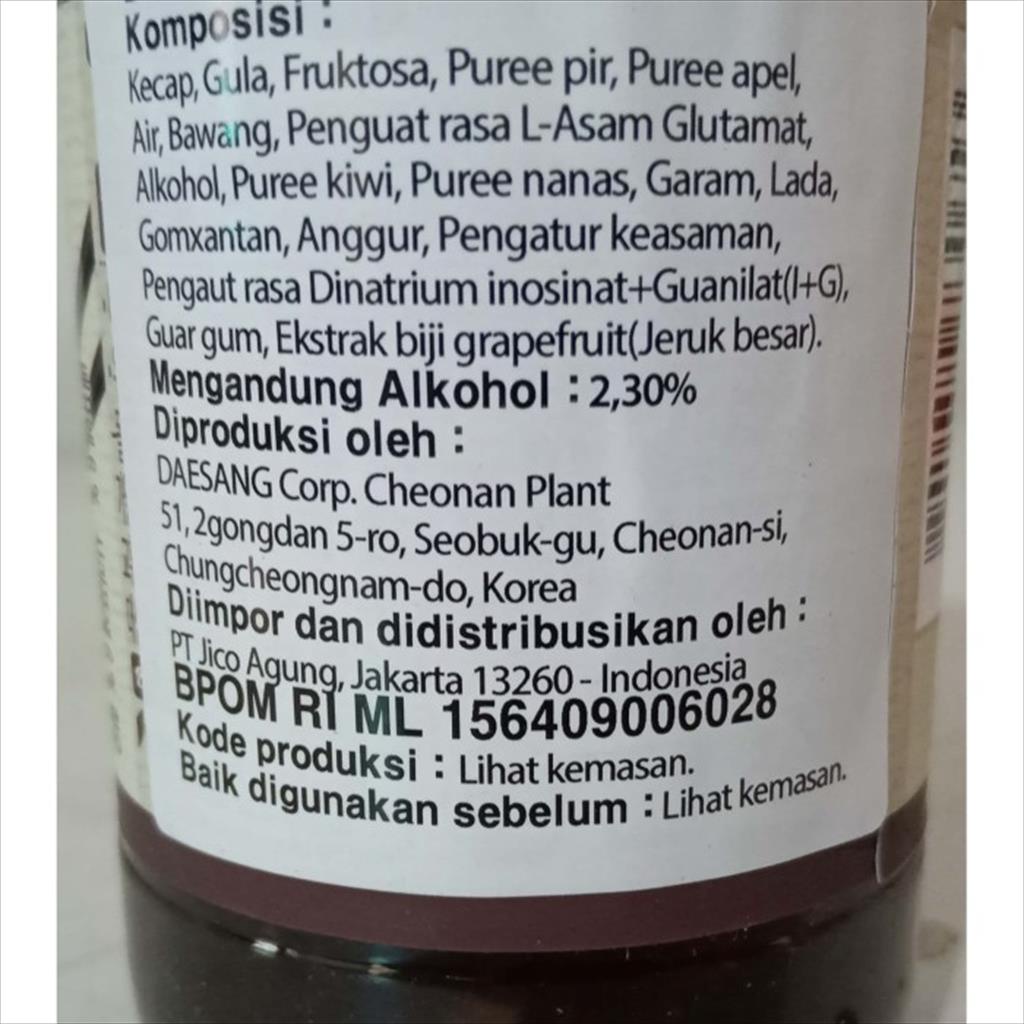 Komposisi :
Kecap, Gula, Fruktosa, Puree pir, Puree apel,
Air, Bawang, Penguat rasa L-Asam Glutamat,
Alkohol, Puree kiwi, Puree nanas, Garam, Lada,
Gomxantan, Anggur, Pengatur keasaman,
Pengaut rasa Dinatrium inosinat+Guanilat(I+G),
Guar gum, Ekstrak biji grapefruit(Jeruk besar).
Mengandung Alkohol : 2,30%
Diproduksi oleh :
DAESANG Corp. Cheonan Plant
51, 2gongdan 5-ro, Seobuk-gu, Cheonan-si,
Chungcheongnam-do, Korea
Diimpor dan didistribusikan oleh :
PT Jico Agung, Jakarta 13260 - Indonesia
BPOM RI ML 156409006028
Kode produksi : Lihat kemasan.
Baik digunakan sebelum : Lihat kemasan.